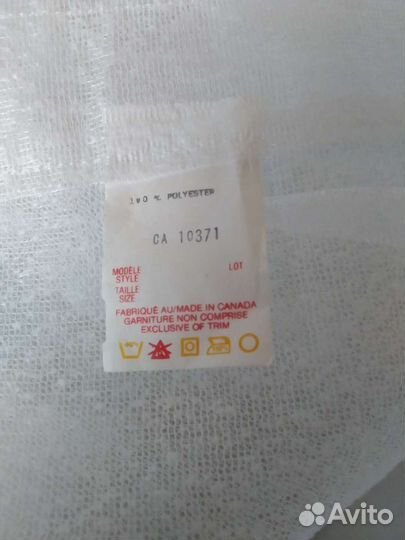 100 % POLYESTER
CA 10371
MODÈLE
STYLE
LOT
TAILLE
SIZE
FABRIQUÉ AU/MADE IN CANADA
GARNITURE NON COMPRISE
EXCLUSIVE OF TRIM
Avito